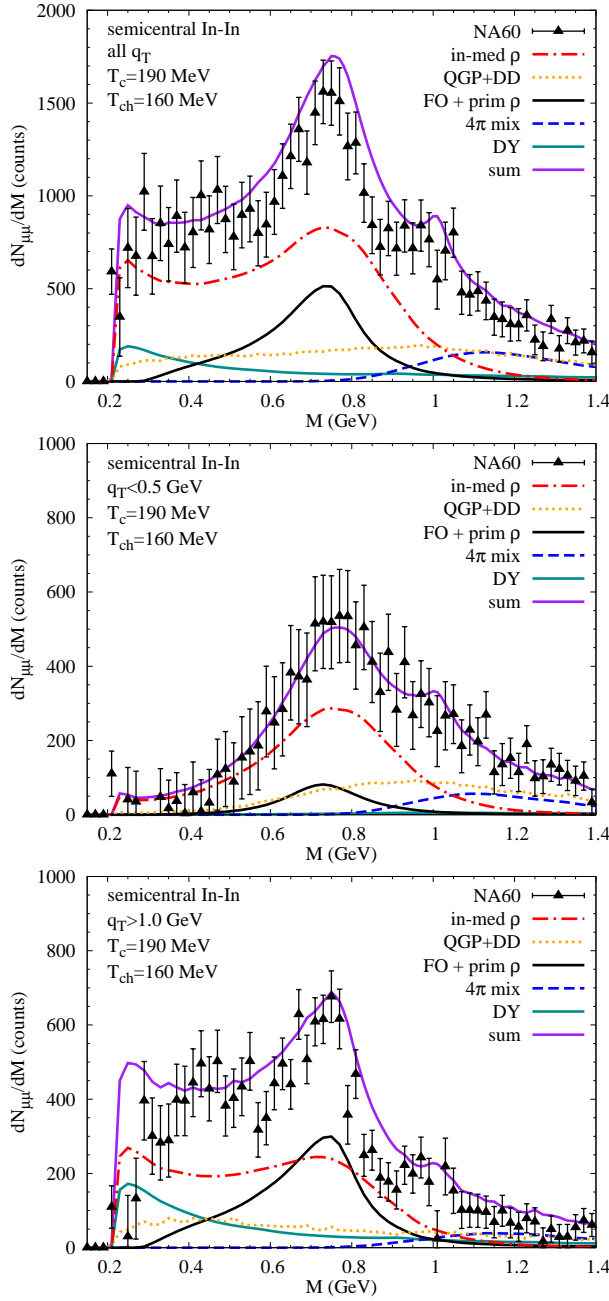 semicentral In-In
all q_T
T_c=190 MeV
T_ch=160 MeV
NA60
in-med ρ
QGP+DD
FO + prim ρ
4π mix
DY
sum
dN_μμ/dM (counts)
2000
1500
1000
500
0
0.2 0.4 0.6 0.8 1 1.2 1.4
M (GeV)
semicentral In-In
q_T<0.5 GeV
T_c=190 MeV
T_ch=160 MeV
NA60
in-med ρ
QGP+DD
FO + prim ρ
4π mix
DY
sum
dN_μμ/dM (counts)
1000
800
600
400
200
0
0.2 0.4 0.6 0.8 1 1.2 1.4
M (GeV)
semicentral In-In
q_T>1.0 GeV
T_c=190 MeV
T_ch=160 MeV
NA60
in-med ρ
QGP+DD
FO + prim ρ
4π mix
DY
sum
dN_μμ/dM (counts)
1000
800
600
400
200
0
0.2 0.4 0.6 0.8 1 1.2 1.4
M (GeV)